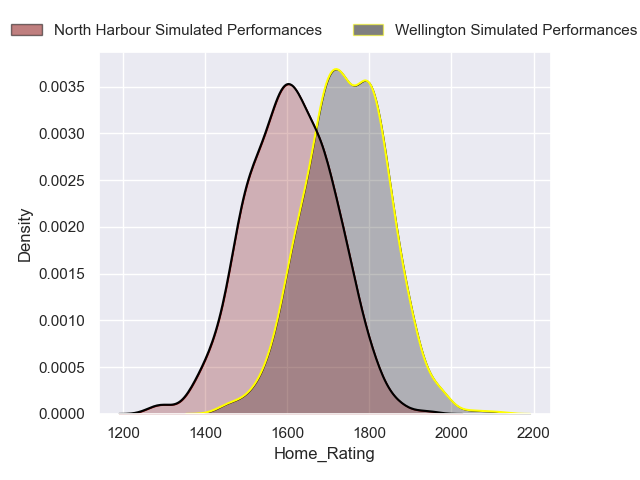 North Harbour Simulated Performances
Wellington Simulated Performances
0.0035
0.0030
0.0025
0.0020
0.0015
0.0010
0.0005
0.0000
Density
1200 1400 1600 1800 2000 2200
Home_Rating